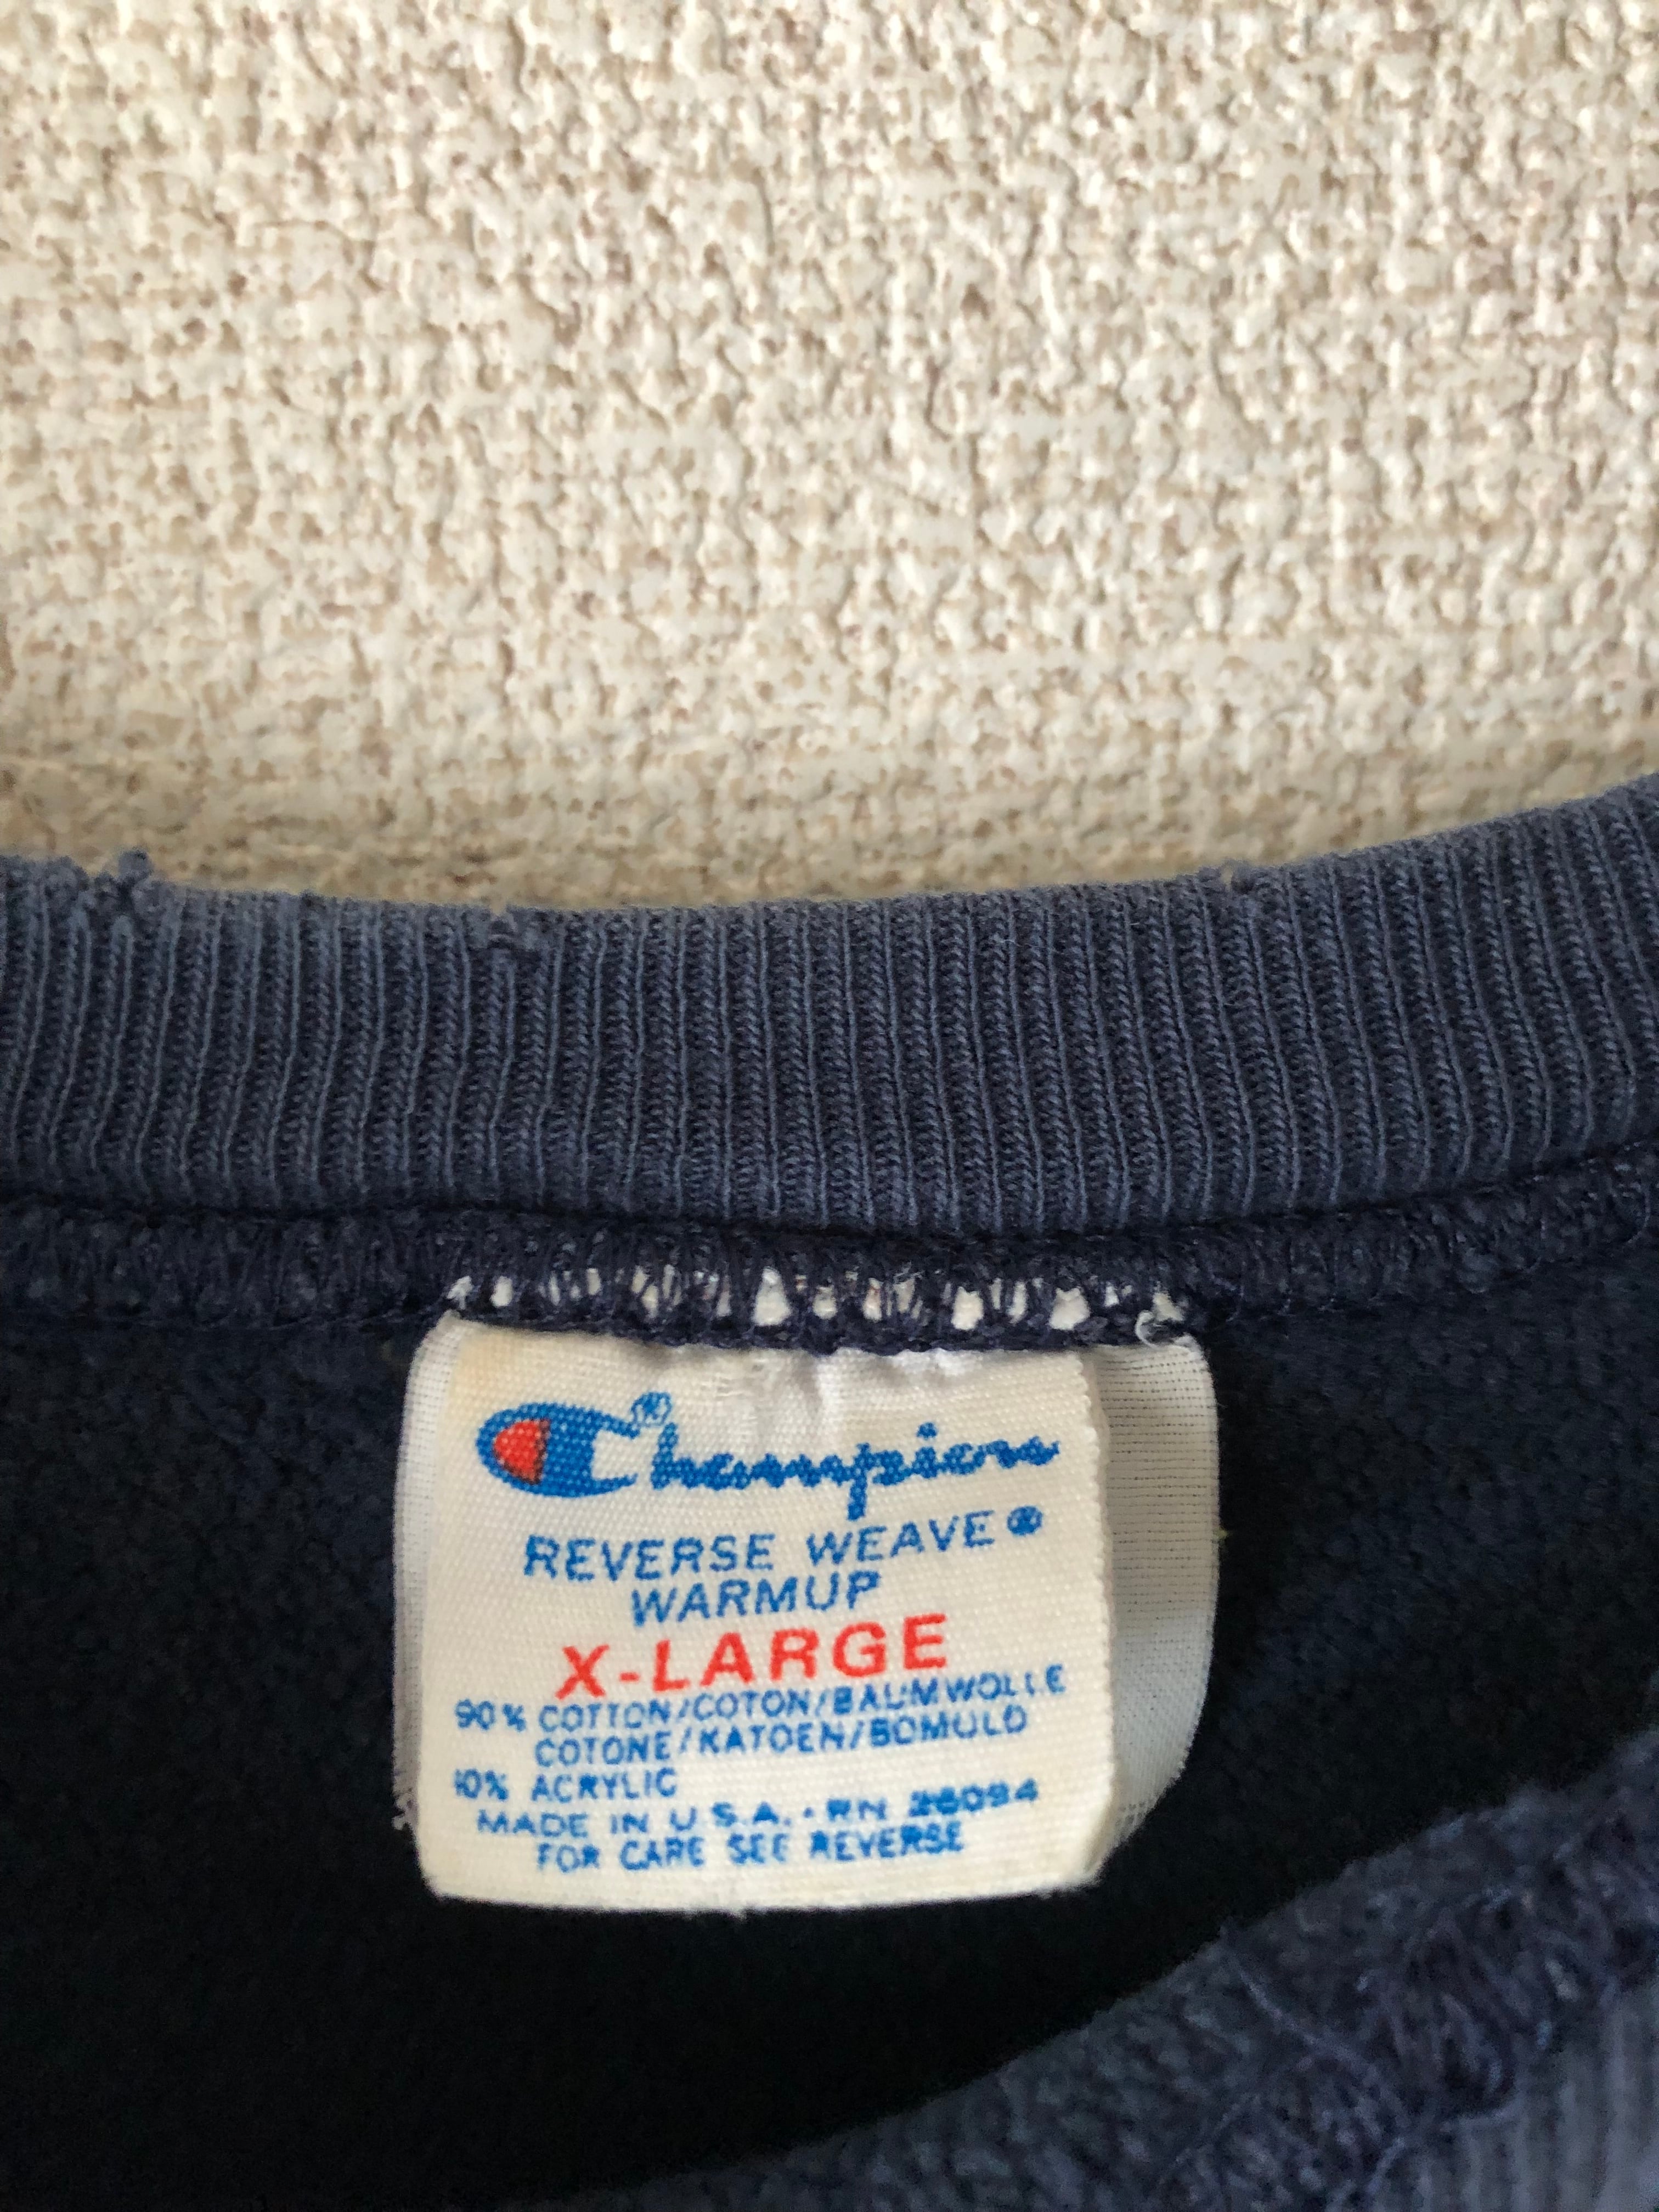 Champion®
REVERSE WEAVE®
WARMUP
X-LARGE
90% COTTON/COTON/BAUMWOLLE
COTONE/KATOEN/BOMULD
10% ACRYLIC
MADE IN U.S.A. · RN 26094
FOR CARE SEE REVERSE